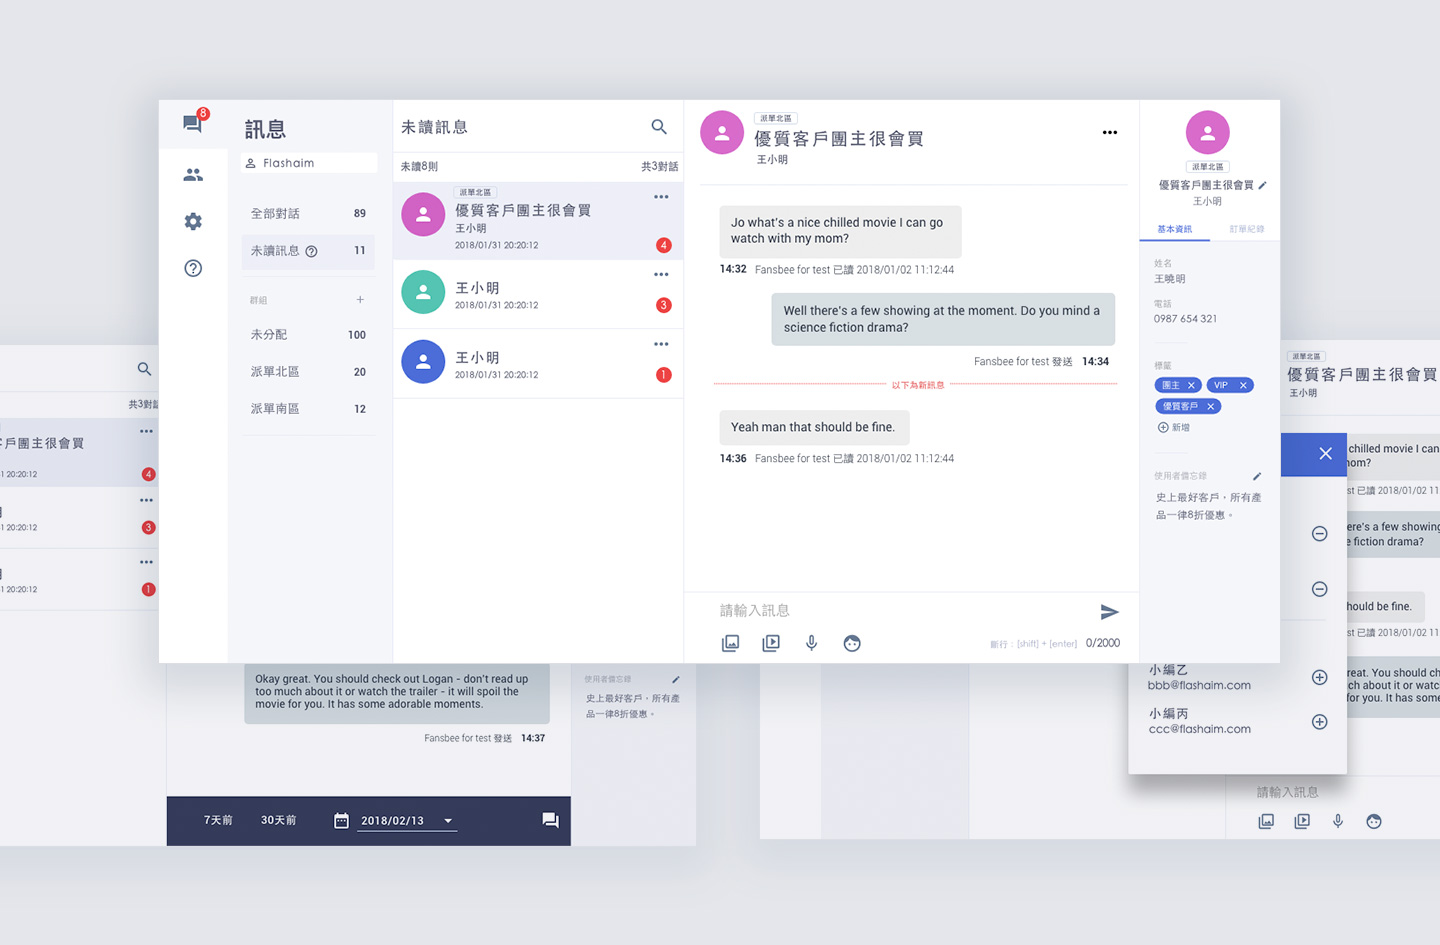 8
訊息
Flashaim
全部對話 89
未讀訊息 11
群組 +
未分配 100
派單北區 20
派單南區 12
未讀訊息
未讀8則 共3對話
派單北區
優質客戶團主很會買
王小明
2018/01/31 20:20:12
4
王小明
2018/01/31 20:20:12
3
王小明
2018/01/31 20:20:12
1
派單北區
優質客戶團主很會買
王小明
Jo what's a nice chilled movie I can go
watch with my mom?
14:32 Fansbee for test 已讀 2018/01/02 11:12:44
Well there's a few showing at the moment. Do you mind a
science fiction drama?
Fansbee for test 發送 14:34
以下為新訊息
Yeah man that should be fine.
14:36 Fansbee for test 已讀 2018/01/02 11:12:44
請輸入訊息
斷行：[shift] + [enter] 0/2000
派單北區
優質客戶團主很會買
王小明
基本資訊 訂單紀錄
姓名
王曉明
電話
0987 654 321
標籤
團主 VIP
優質客戶
新增
使用者備忘錄
史上最好客戶，所有產
品一律8折優惠。
共3對話
戶團主很會買
1 20:20:12
4
31 20:20:12
3
31 20:20:12
1
Okay great. You should check out Logan - don't read up
too much about it or watch the trailer - it will spoil the
movie for you. It has some adorable moments.
Fansbee for test 發送 14:37
使用者備忘錄
史上最好客戶，所有產
品一律8折優惠。
7天前 30天前 2018/02/13
派單北區
優質客戶團主很會買
王小明
chilled movie I can
mom?
st 已讀 2018/01/02 11
ere's a few showing
e fiction drama?
hould be fine.
st 已讀 2018/01/02 11
reat. You should ch
ch about it or watc
for you. It has som
小編乙
bbb@flashaim.com
小編丙
ccc@flashaim.com
請輸入訊息